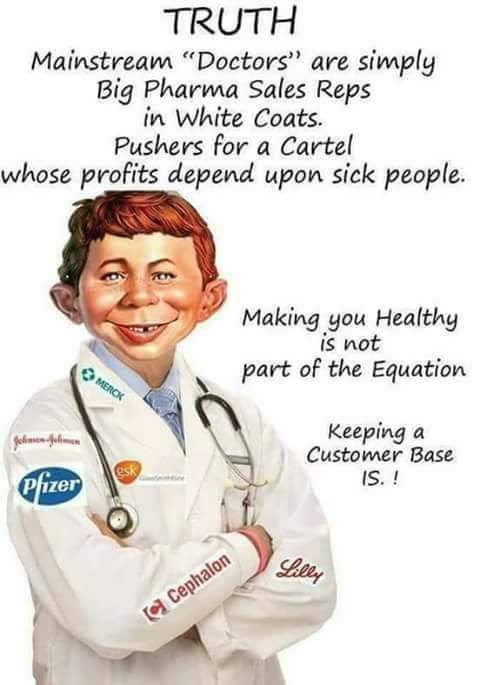 TRUTH
Mainstream “Doctors” are simply
Big Pharma Sales Reps
in White Coats.
Pushers for a Cartel
whose profits depend upon sick people.
Making you Healthy
is not
part of the Equation
Keeping a
Customer Base
IS. !
MERCK
Johnson-Johnson
Pfizer
gsk
GlaxoSmithKline
Cephalon
Lilly